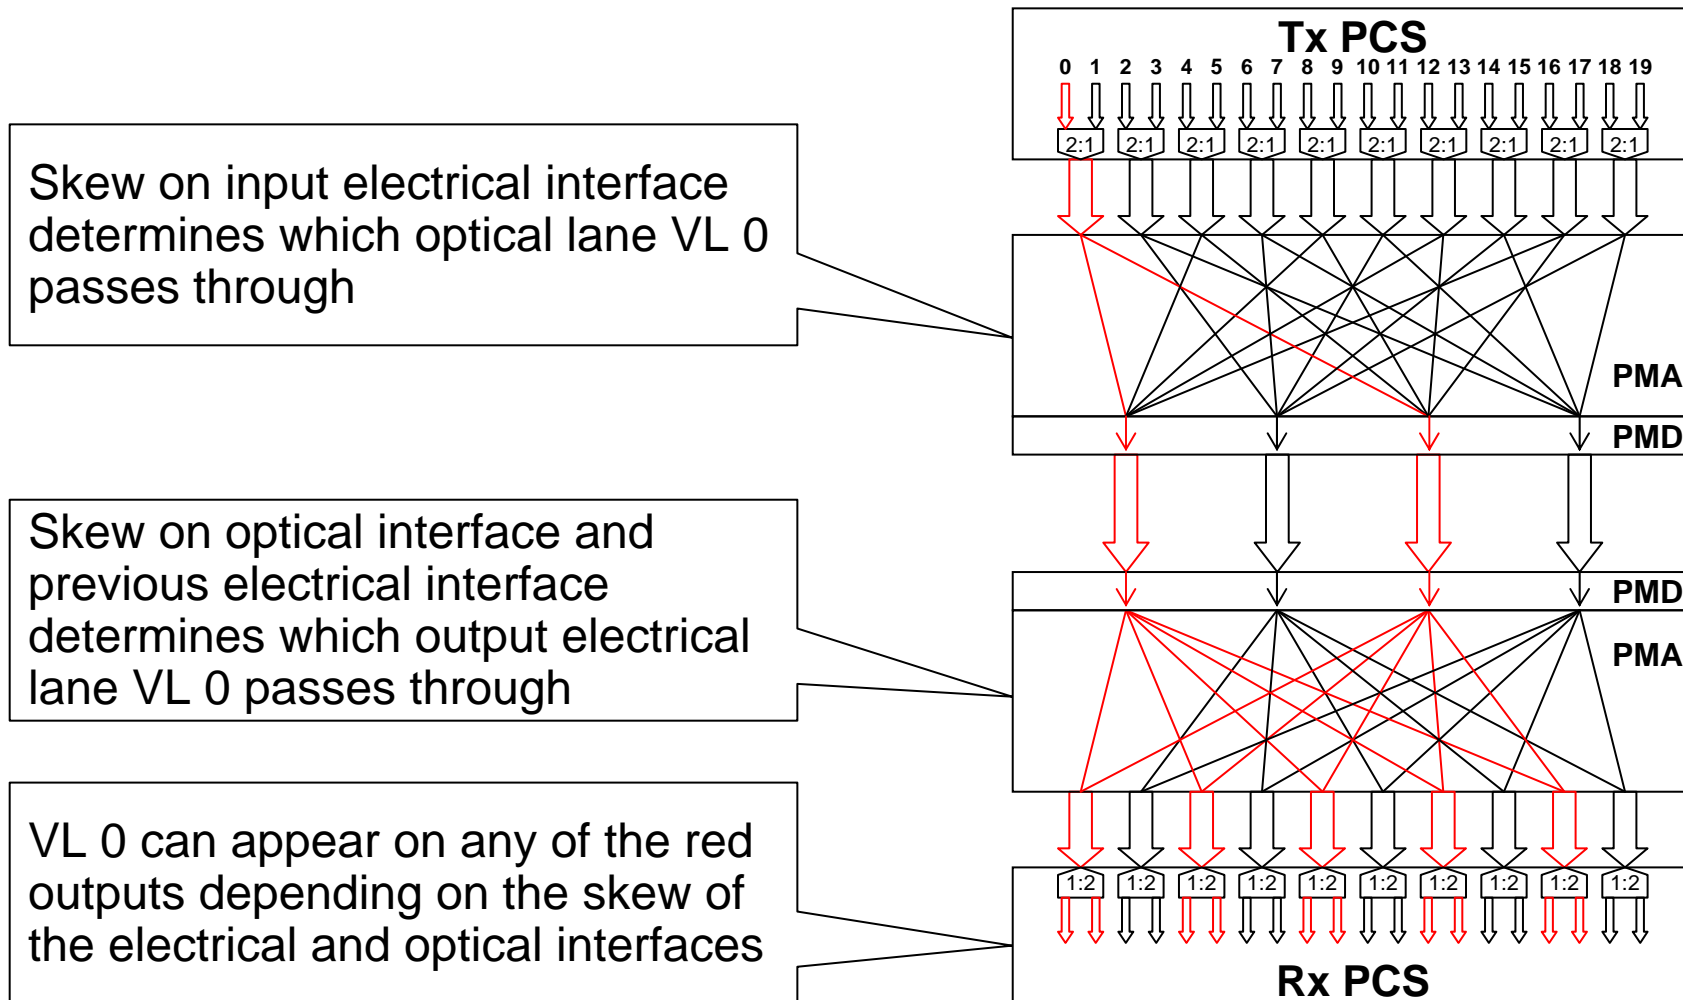 Tx PCS
0 1 2 3 4 5 6 7 8 9 10 11 12 13 14 15 16 17 18 19
2:1 2:1 2:1 2:1 2:1 2:1 2:1 2:1 2:1 2:1
Skew on input electrical interface
determines which optical lane VL 0
passes through
PMA
PMD
Skew on optical interface and
previous electrical interface
determines which output electrical
lane VL 0 passes through
PMD
PMA
VL 0 can appear on any of the red
outputs depending on the skew of
the electrical and optical interfaces
1:2 1:2 1:2 1:2 1:2 1:2 1:2 1:2 1:2 1:2
Rx PCS